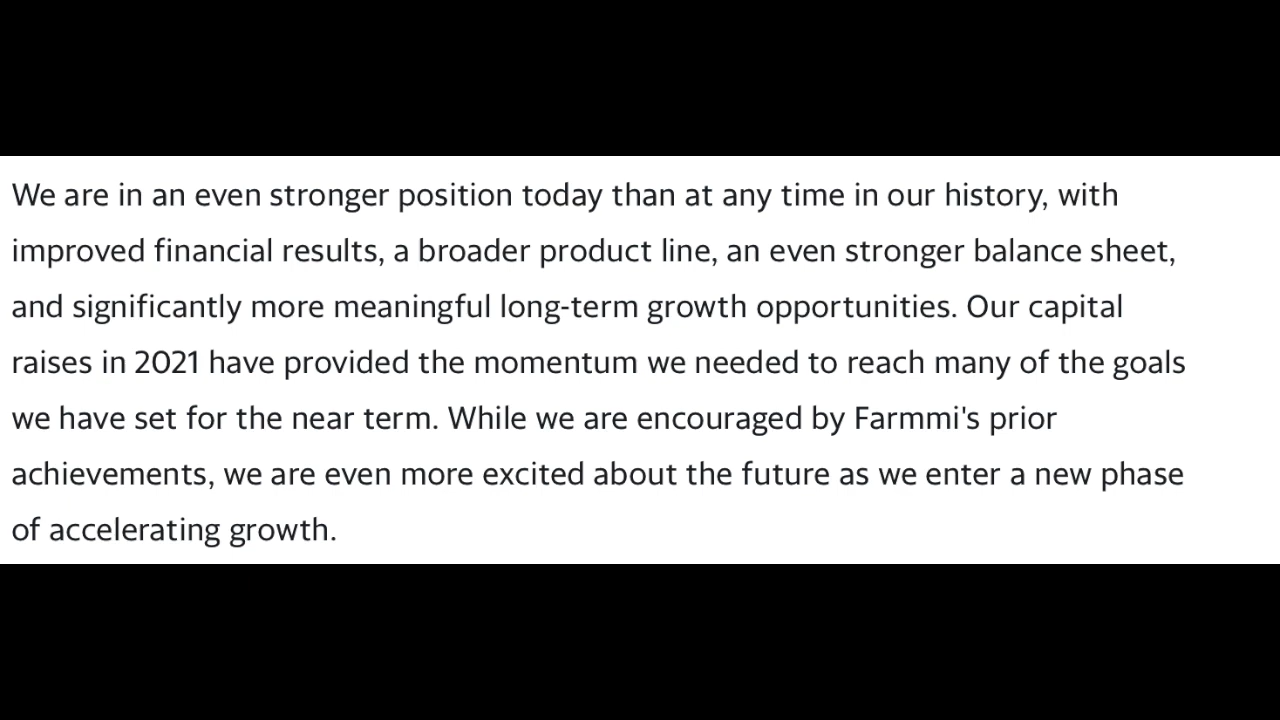 We are in an even stronger position today than at any time in our history, with
improved financial results, a broader product line, an even stronger balance sheet,
and significantly more meaningful long-term growth opportunities. Our capital
raises in 2021 have provided the momentum we needed to reach many of the goals
we have set for the near term. While we are encouraged by Farmmi's prior
achievements, we are even more excited about the future as we enter a new phase
of accelerating growth.